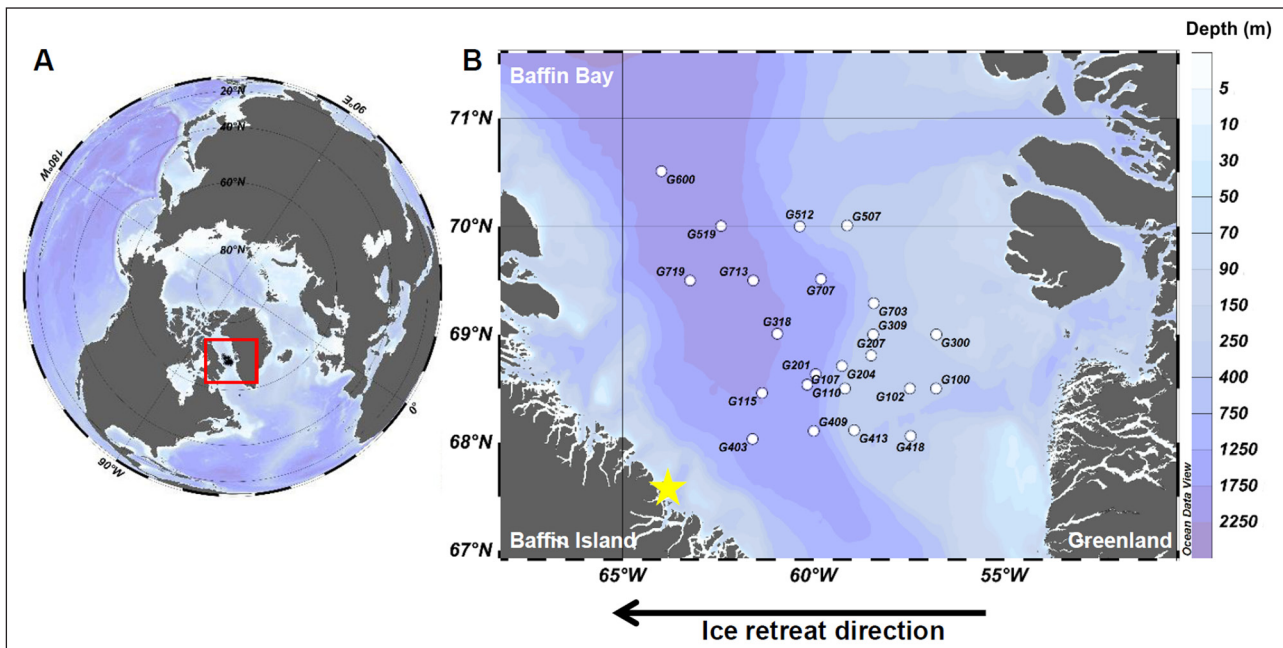 A
20°N
40°N
60°N
80°N
90°E
180°W
90°W
0°
B
Baffin Bay
Depth (m)
71°N
70°N
69°N
68°N
67°N
G600
G512
G507
G519
G719
G713
G707
G703
G318
G309
G300
G207
G201
G204
G107
G110
G102
G100
G115
G409
G403
G413
G418
Baffin Island
Greenland
Ocean Data View
65°W
60°W
55°W
5
10
30
50
70
90
150
250
400
750
1250
1750
2250
Ice retreat direction